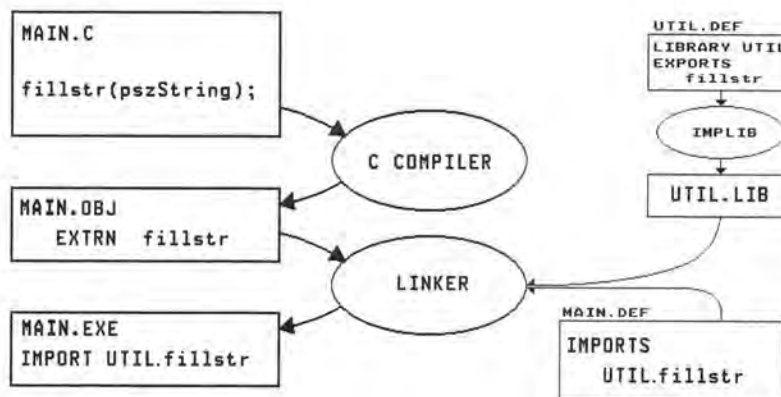 MAIN.C
fillstr(pszString);
C COMPILER
MAIN.OBJ
EXTRN fillstr
LINKER
MAIN.EXE
IMPORT UTIL.fillstr
UTIL.DEF
LIBRARY UTIL
EXPORTS
fillstr
IMPLIB
UTIL.LIB
MAIN.DEF
IMPORTS
UTIL.fillstr